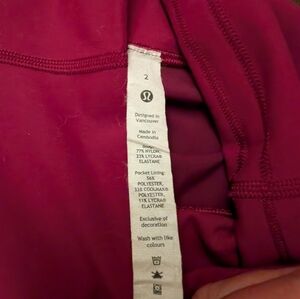 2
Designed in
Vancouver
Made in
Cambodia
77% NYLON,
23% LYCRA®
ELASTANE
Pocket Lining:
56%
POLYESTER,
33% COOLMAX®
POLYESTER,
11% LYCRA®
ELASTANE
Exclusive of
decoration
Wash with like
colours